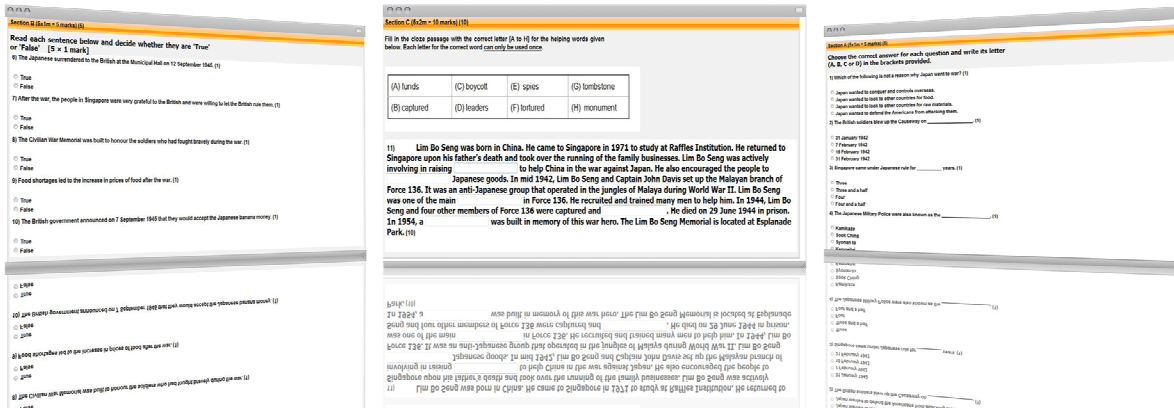 Section B (5x1m = 5 marks) (5)
Read each sentence below and decide whether they are 'True'
or 'False' [5 × 1 mark]
6) The Japanese surrendered to the British at the Municipal Hall on 12 September 1945. (1)
True
False
7) After the war, the people in Singapore were very grateful to the British and were willing to let the British rule them. (1)
True
False
8) The Civilian War Memorial was built to honour the soldiers who had fought bravely during the war. (1)
True
False
9) Food shortages led to the increase in prices of food after the war. (1)
True
False
10) The British government announced on 7 September 1945 that they would accept the Japanese banana money. (1)
True
False
Section C (5x2m = 10 marks) (10)
Fill in the cloze passage with the correct letter [A to H] for the helping words given
below. Each letter for the correct word can only be used once.
(A) funds (C) boycott (E) spies (G) tombstone
(B) captured (D) leaders (F) tortured (H) monument
11) Lim Bo Seng was born in China. He came to Singapore in 1971 to study at Raffles Institution. He returned to
Singapore upon his father's death and took over the running of the family businesses. Lim Bo Seng was actively
involving in raising to help China in the war against Japan. He also encouraged the people to
Japanese goods. In mid 1942, Lim Bo Seng and Captain John Davis set up the Malayan branch of
Force 136. It was an anti-Japanese group that operated in the jungles of Malaya during World War II. Lim Bo Seng
was one of the main in Force 136. He recruited and trained many men to help him. In 1944, Lim Bo
Seng and four other members of Force 136 were captured and . He died on 29 June 1944 in prison.
In 1954, a was built in memory of this war hero. The Lim Bo Seng Memorial is located at Esplanade
Park. (10)
Section A (5x1m = 5 marks) (5)
Choose the correct answer for each question and write its letter
(A, B, C or D) in the brackets provided.
1) Which of the following is not a reason why Japan went to war? (1)
Japan wanted to conquer and controls overseas.
Japan wanted to look to other countries for food.
Japan wanted to look to other countries for raw materials.
Japan wanted to defend the Americans from attacking them.
2) The British soldiers blew up the Causeway on ____________. (1)
31 January 1942
7 February 1942
15 February 1942
31 February 1942
3) Singapore came under Japanese rule for ________ years. (1)
Three
Three and a half
Four
Four and a half
4) The Japanese Military Police were also known as the ____________. (1)
Kamikaze
Sook Ching
Syonan-to